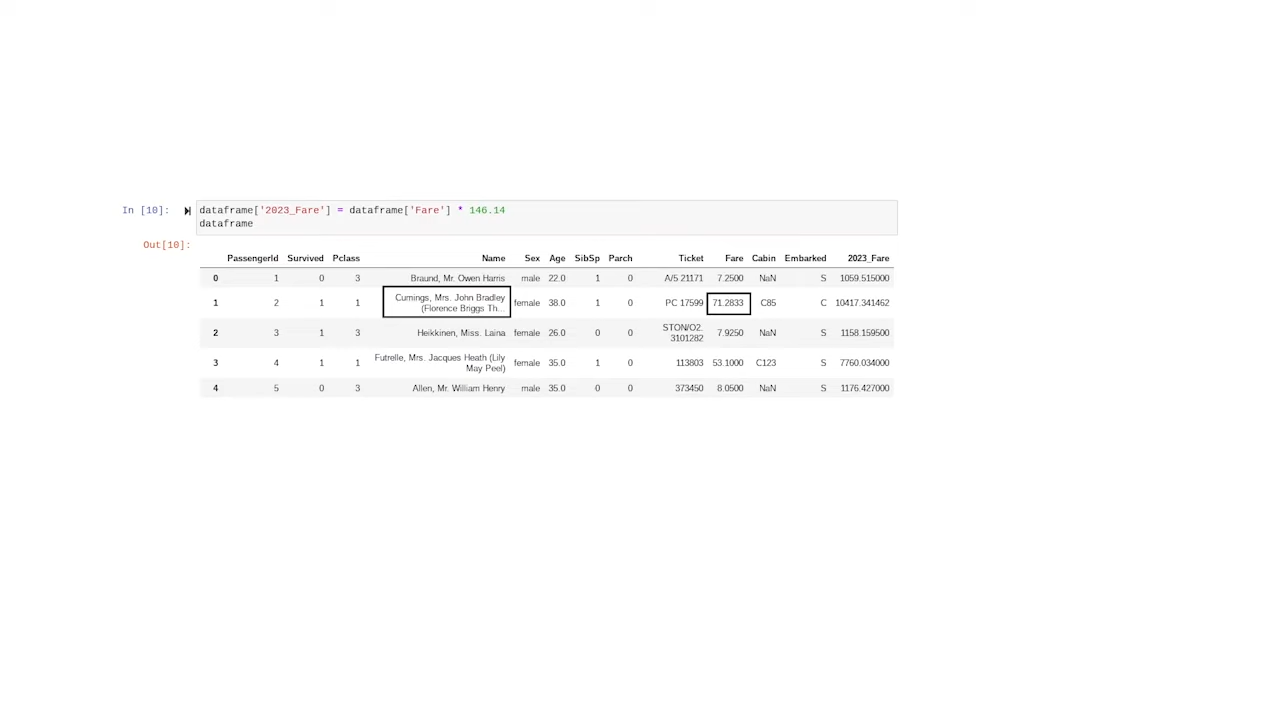 In [10]: dataframe['2023_Fare'] = dataframe['Fare'] * 146.14
dataframe
Out[10]:
PassengerId Survived Pclass Name Sex Age SibSp Parch Ticket Fare Cabin Embarked 2023_Fare
0 1 0 3 Braund, Mr. Owen Harris male 22.0 1 0 A/5 21171 7.2500 NaN S 1059.515000
1 2 1 1 Cumings, Mrs. John Bradley (Florence Briggs Th... female 38.0 1 0 PC 17599 71.2833 C85 C 10417.341462
2 3 1 3 Heikkinen, Miss. Laina female 26.0 0 0 STON/O2. 3101282 7.9250 NaN S 1158.159500
3 4 1 1 Futrelle, Mrs. Jacques Heath (Lily May Peel) female 35.0 1 0 113803 53.1000 C123 S 7760.034000
4 5 0 3 Allen, Mr. William Henry male 35.0 0 0 373450 8.0500 NaN S 1176.427000